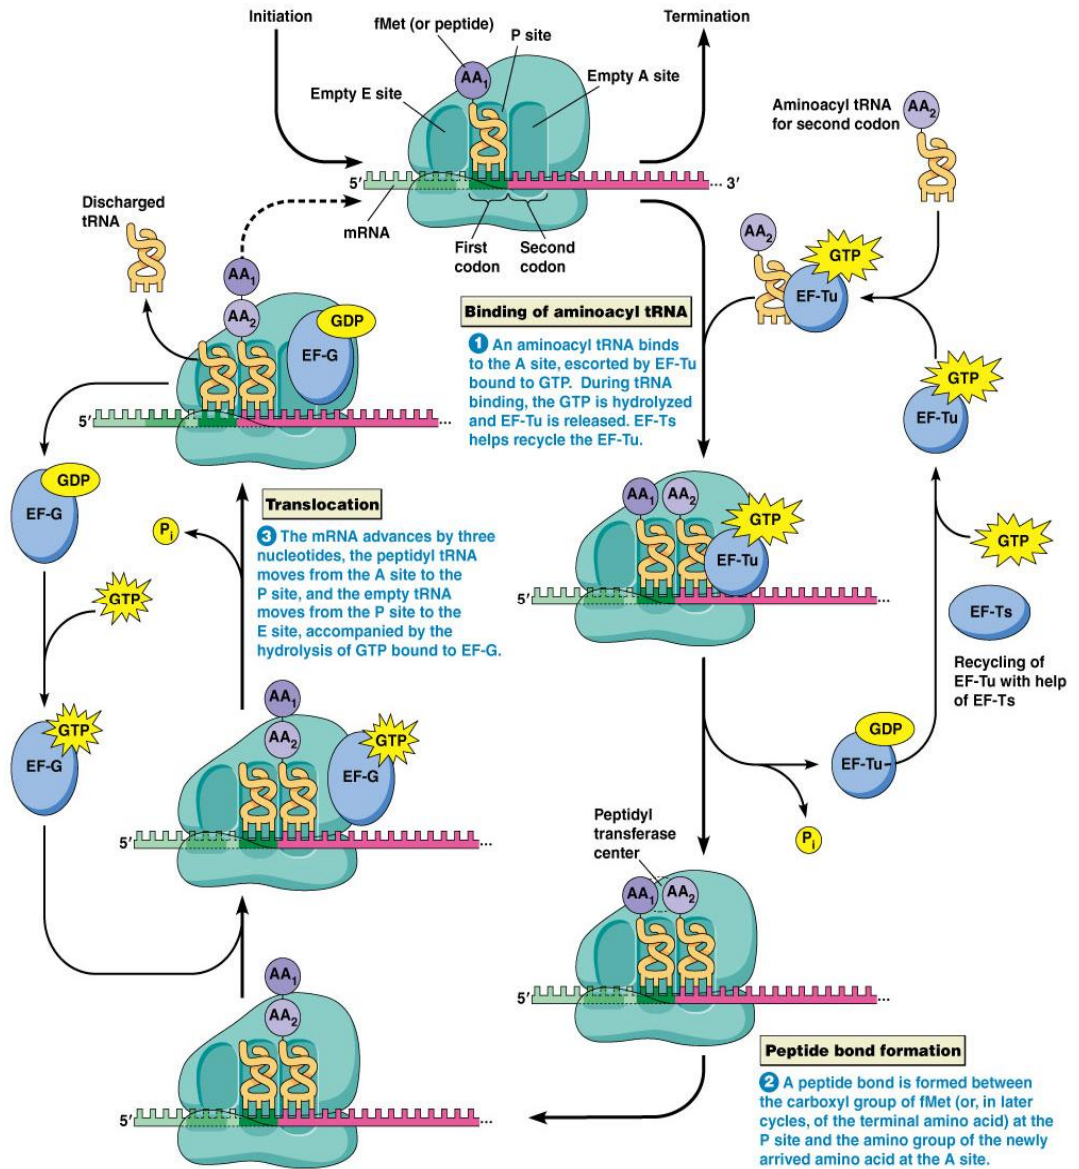 Initiation
fMet (or peptide)
P site
Termination
AA1
Empty E site
Empty A site
Aminoacyl tRNA
for second codon
AA2
5′
3′
mRNA
First
codon
Second
codon
Discharged
tRNA
AA1
AA2
GDP
EF-G
5′
AA2
GTP
EF-Tu
Binding of aminoacyl tRNA
1 An aminoacyl tRNA binds
to the A site, escorted by EF-Tu
bound to GTP. During tRNA
binding, the GTP is hydrolyzed
and EF-Tu is released. EF-Ts
helps recycle the EF-Tu.
GTP
EF-Tu
GDP
EF-G
Pi
Translocation
3 The mRNA advances by three
nucleotides, the peptidyl tRNA
moves from the A site to the
P site, and the empty tRNA
moves from the P site to the
E site, accompanied by the
hydrolysis of GTP bound to EF-G.
GTP
AA1
AA2
GTP
EF-Tu
5′
GTP
EF-Ts
Recycling of
EF-Tu with help
of EF-Ts
GTP
EF-G
AA1
AA2
GTP
EF-G
5′
GDP
EF-Tu
Pi
Peptidyl
transferase
center
AA1
AA2
5′
AA1
AA2
5′
Peptide bond formation
2 A peptide bond is formed between
the carboxyl group of fMet (or, in later
cycles, of the terminal amino acid) at the
P site and the amino group of the newly
arrived amino acid at the A site.